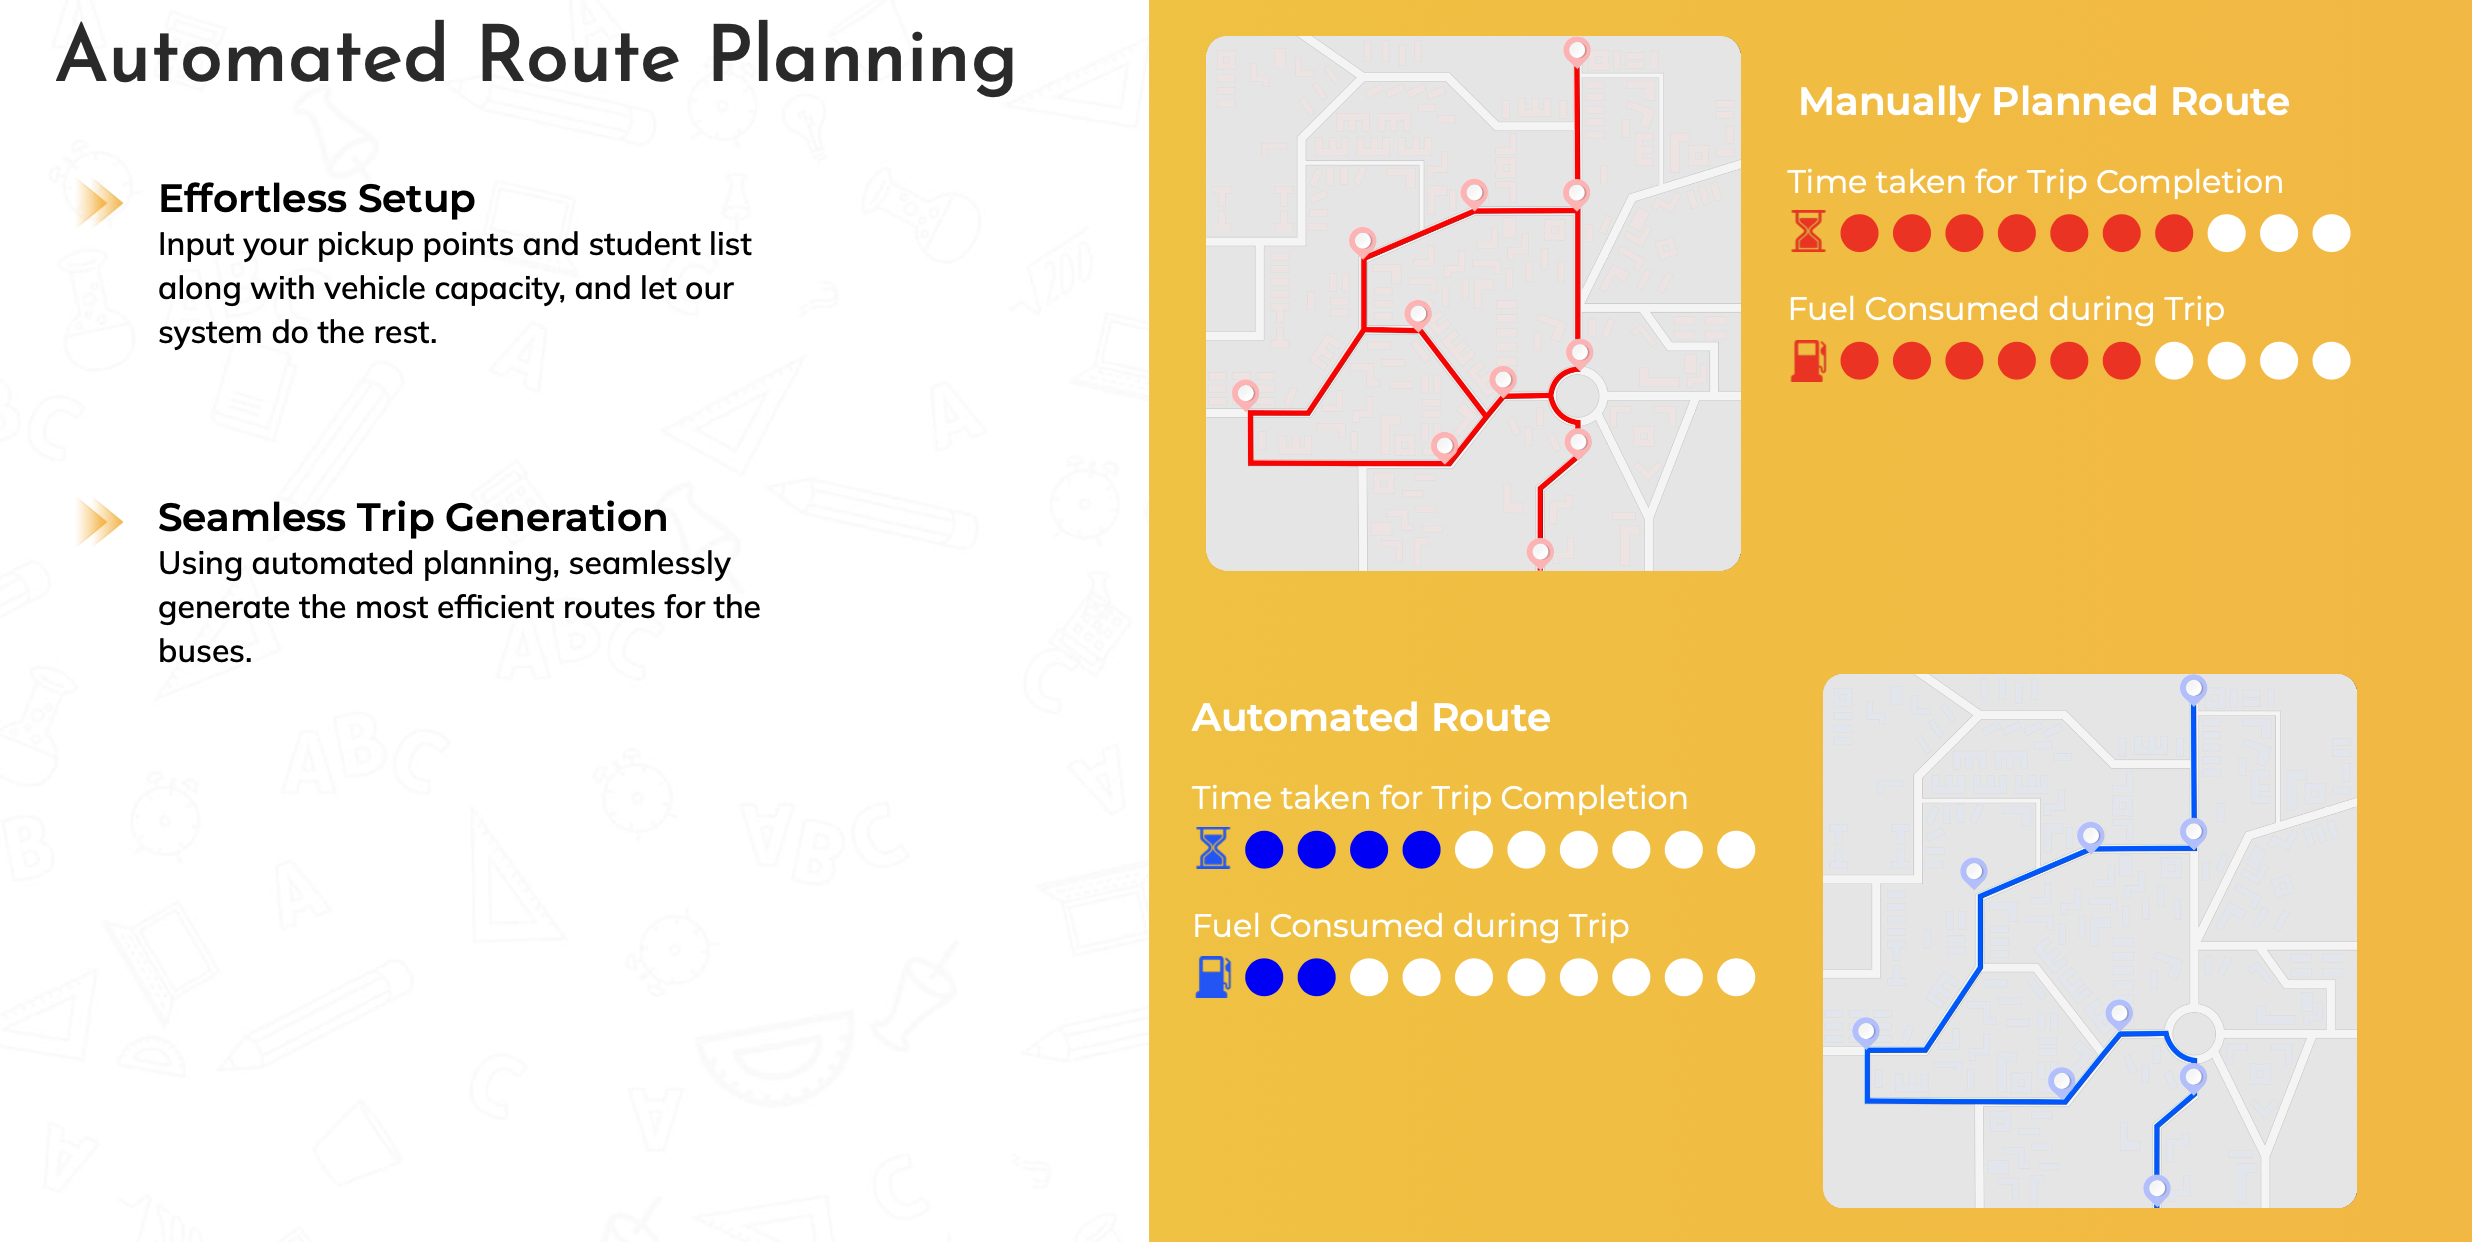 Automated Route Planning
Effortless Setup
Input your pickup points and student list
along with vehicle capacity, and let our
system do the rest.
Seamless Trip Generation
Using automated planning, seamlessly
generate the most efficient routes for the
buses.
Manually Planned Route
Time taken for Trip Completion
Fuel Consumed during Trip
Automated Route
Time taken for Trip Completion
Fuel Consumed during Trip